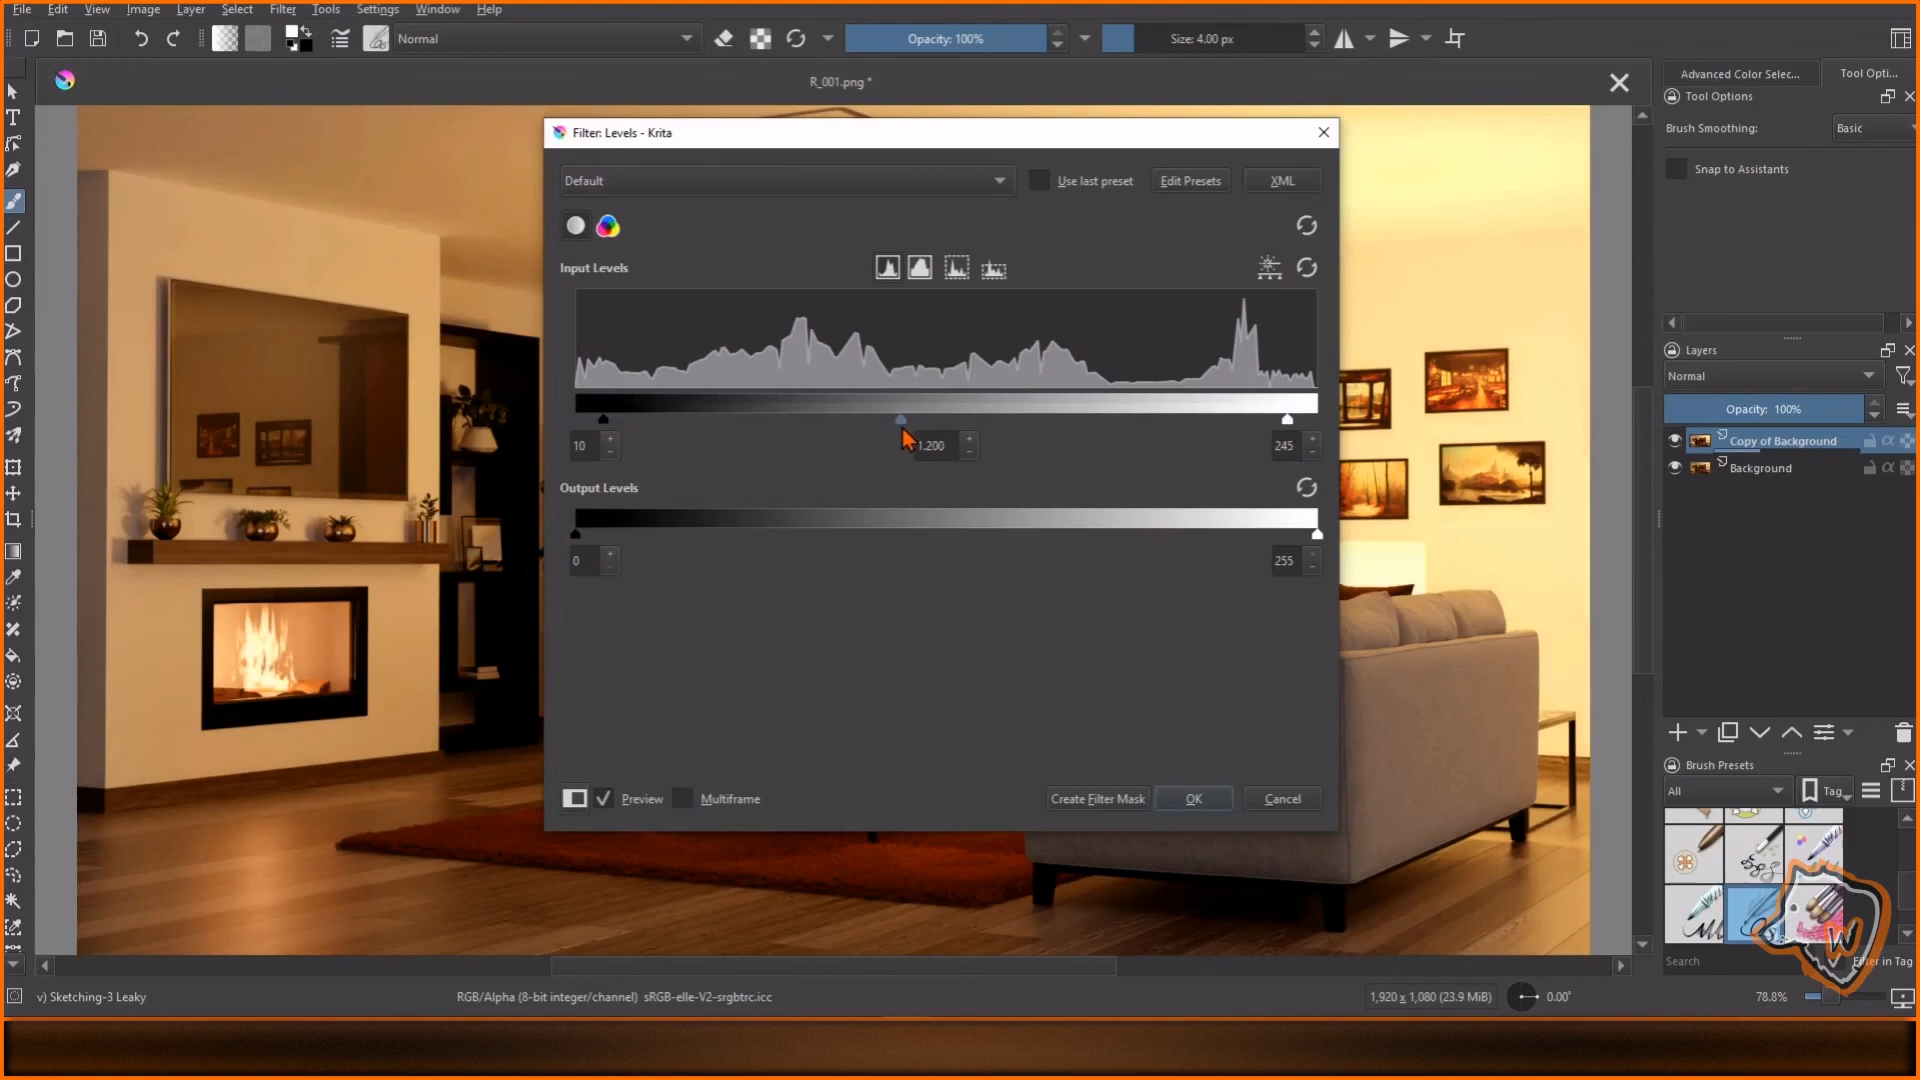 File Edit View Image Layer Select Filter Tools Settings Window Help
Normal
Opacity: 100%
Size: 4.00 px
R_001.png *
Advanced Color Selec...
Tool Opti...
Tool Options
Brush Smoothing:
Basic
Snap to Assistants
Filter: Levels - Krita
Default
Use last preset
Edit Presets
XML
Input Levels
10
1.200
245
Output Levels
0
255
Preview
Multiframe
Create Filter Mask
OK
Cancel
Layers
Normal
Opacity: 100%
Copy of Background
Background
Brush Presets
All
Tag
Search
Filter in Tag
W
v) Sketching-3 Leaky
RGB/Alpha (8-bit integer/channel) sRGB-elle-V2-srgbtrc.icc
1,920 x 1,080 (23.9 MiB)
0.00°
78.8%